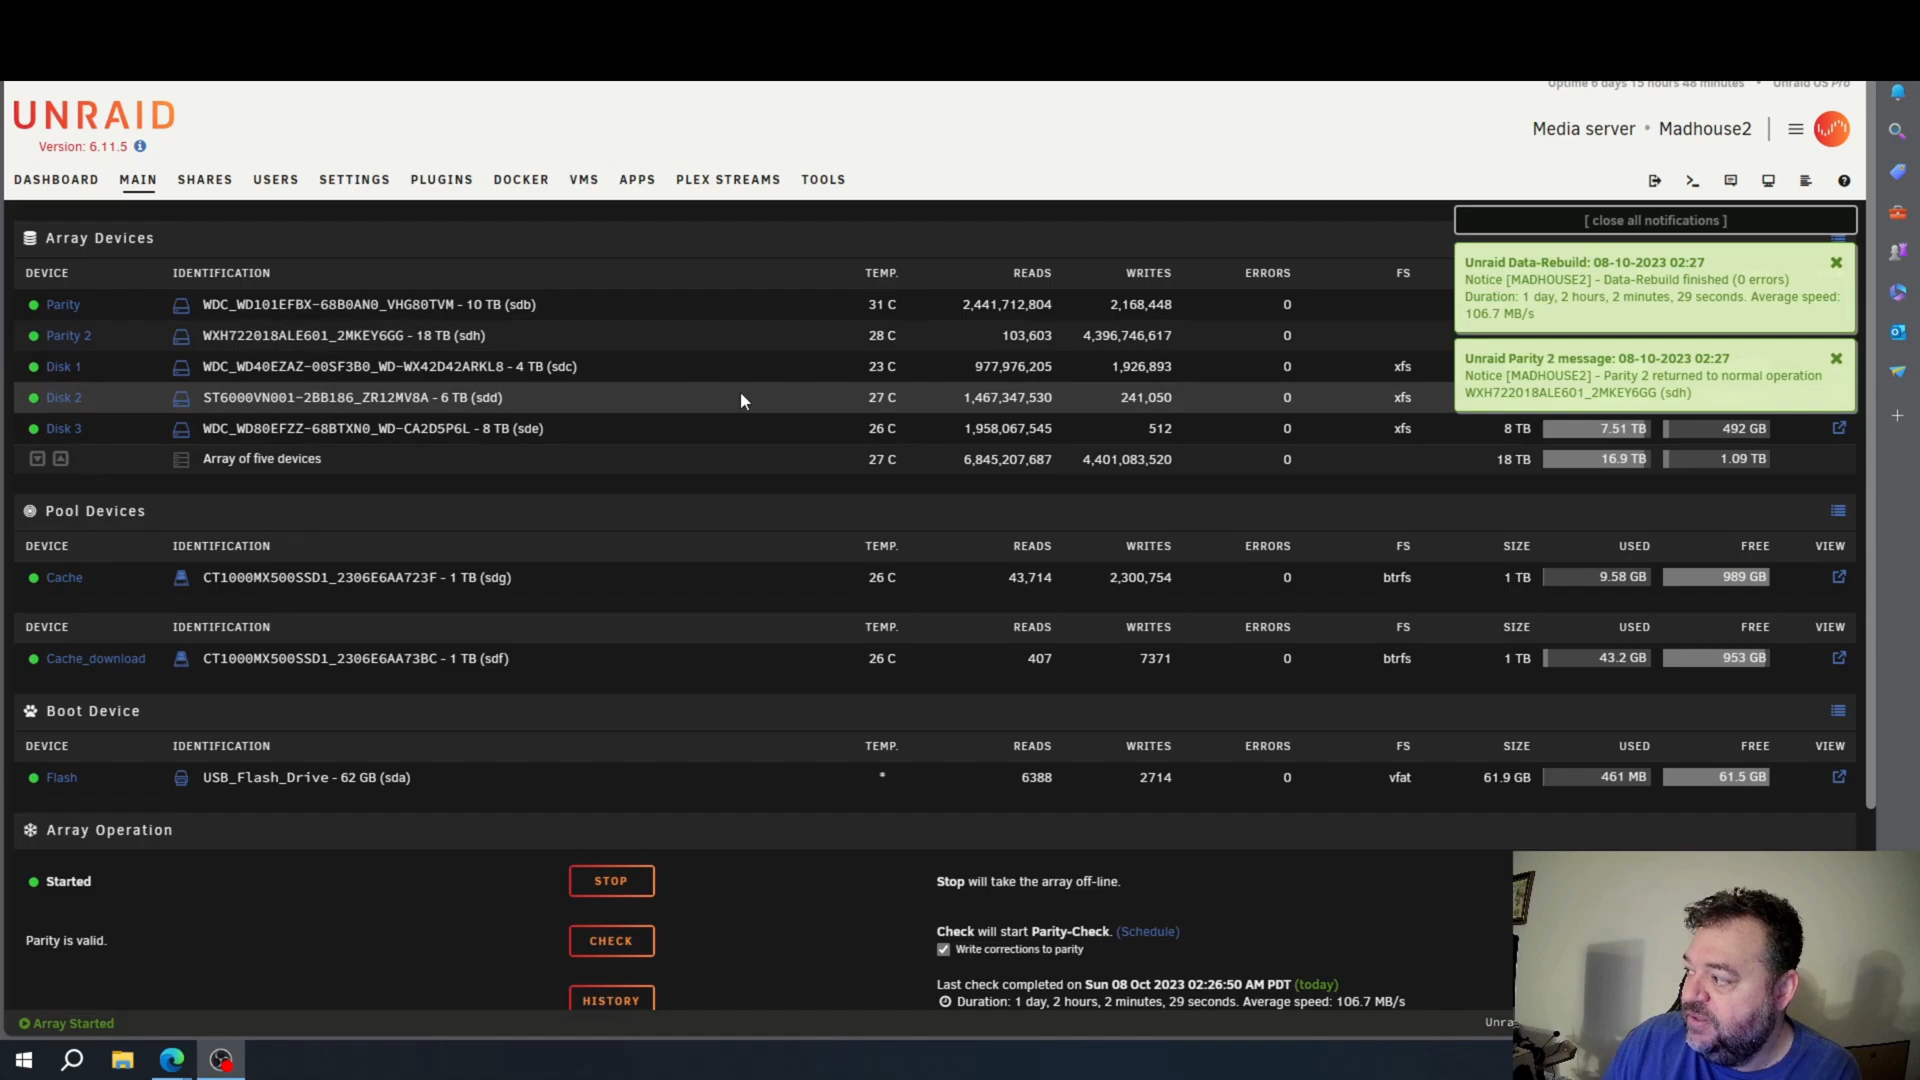 Uptime 6 days 15 hours 48 minutes • Unraid OS Pro
UNRAID
Version: 6.11.5
Media server • Madhouse2
DASHBOARD MAIN SHARES USERS SETTINGS PLUGINS DOCKER VMS APPS PLEX STREAMS TOOLS
[ close all notifications ]
Array Devices
DEVICE IDENTIFICATION TEMP. READS WRITES ERRORS FS
Unraid Data-Rebuild: 08-10-2023 02:27
Notice [MADHOUSE2] - Data-Rebuild finished (0 errors)
Duration: 1 day, 2 hours, 2 minutes, 29 seconds. Average speed:
106.7 MB/s
Parity WDC_WD101EFBX-68B0AN0_VHG80TVM - 10 TB (sdb) 31 C 2,441,712,804 2,168,448 0
Parity 2 WXH722018ALE601_2MKEY6GG - 18 TB (sdh) 28 C 103,603 4,396,746,617 0
Unraid Parity 2 message: 08-10-2023 02:27
Notice [MADHOUSE2] - Parity 2 returned to normal operation
WXH722018ALE601_2MKEY6GG (sdh)
Disk 1 WDC_WD40EZAZ-00SF3B0_WD-WX42D42ARKL8 - 4 TB (sdc) 23 C 977,976,205 1,926,893 0 xfs
Disk 2 ST6000VN001-2BB186_ZR12MV8A - 6 TB (sdd) 27 C 1,467,347,530 241,050 0 xfs
Disk 3 WDC_WD80EFZZ-68BTXN0_WD-CA2D5P6L - 8 TB (sde) 26 C 1,958,067,545 512 0 xfs 8 TB 7.51 TB 492 GB
Array of five devices 27 C 6,845,207,687 4,401,083,520 0 18 TB 16.9 TB 1.09 TB
Pool Devices
DEVICE IDENTIFICATION TEMP. READS WRITES ERRORS FS SIZE USED FREE VIEW
Cache CT1000MX500SSD1_2306E6AA723F - 1 TB (sdg) 26 C 43,714 2,300,754 0 btrfs 1 TB 9.58 GB 989 GB
DEVICE IDENTIFICATION TEMP. READS WRITES ERRORS FS SIZE USED FREE VIEW
Cache_download CT1000MX500SSD1_2306E6AA73BC - 1 TB (sdf) 26 C 407 7371 0 btrfs 1 TB 43.2 GB 953 GB
Boot Device
DEVICE IDENTIFICATION TEMP. READS WRITES ERRORS FS SIZE USED FREE VIEW
Flash USB_Flash_Drive - 62 GB (sda) * 6388 2714 0 vfat 61.9 GB 461 MB 61.5 GB
Array Operation
Started STOP Stop will take the array off-line.
Parity is valid. CHECK Check will start Parity-Check. (Schedule)
Write corrections to parity
HISTORY Last check completed on Sun 08 Oct 2023 02:26:50 AM PDT (today)
Duration: 1 day, 2 hours, 2 minutes, 29 seconds. Average speed: 106.7 MB/s
Array Started Unra